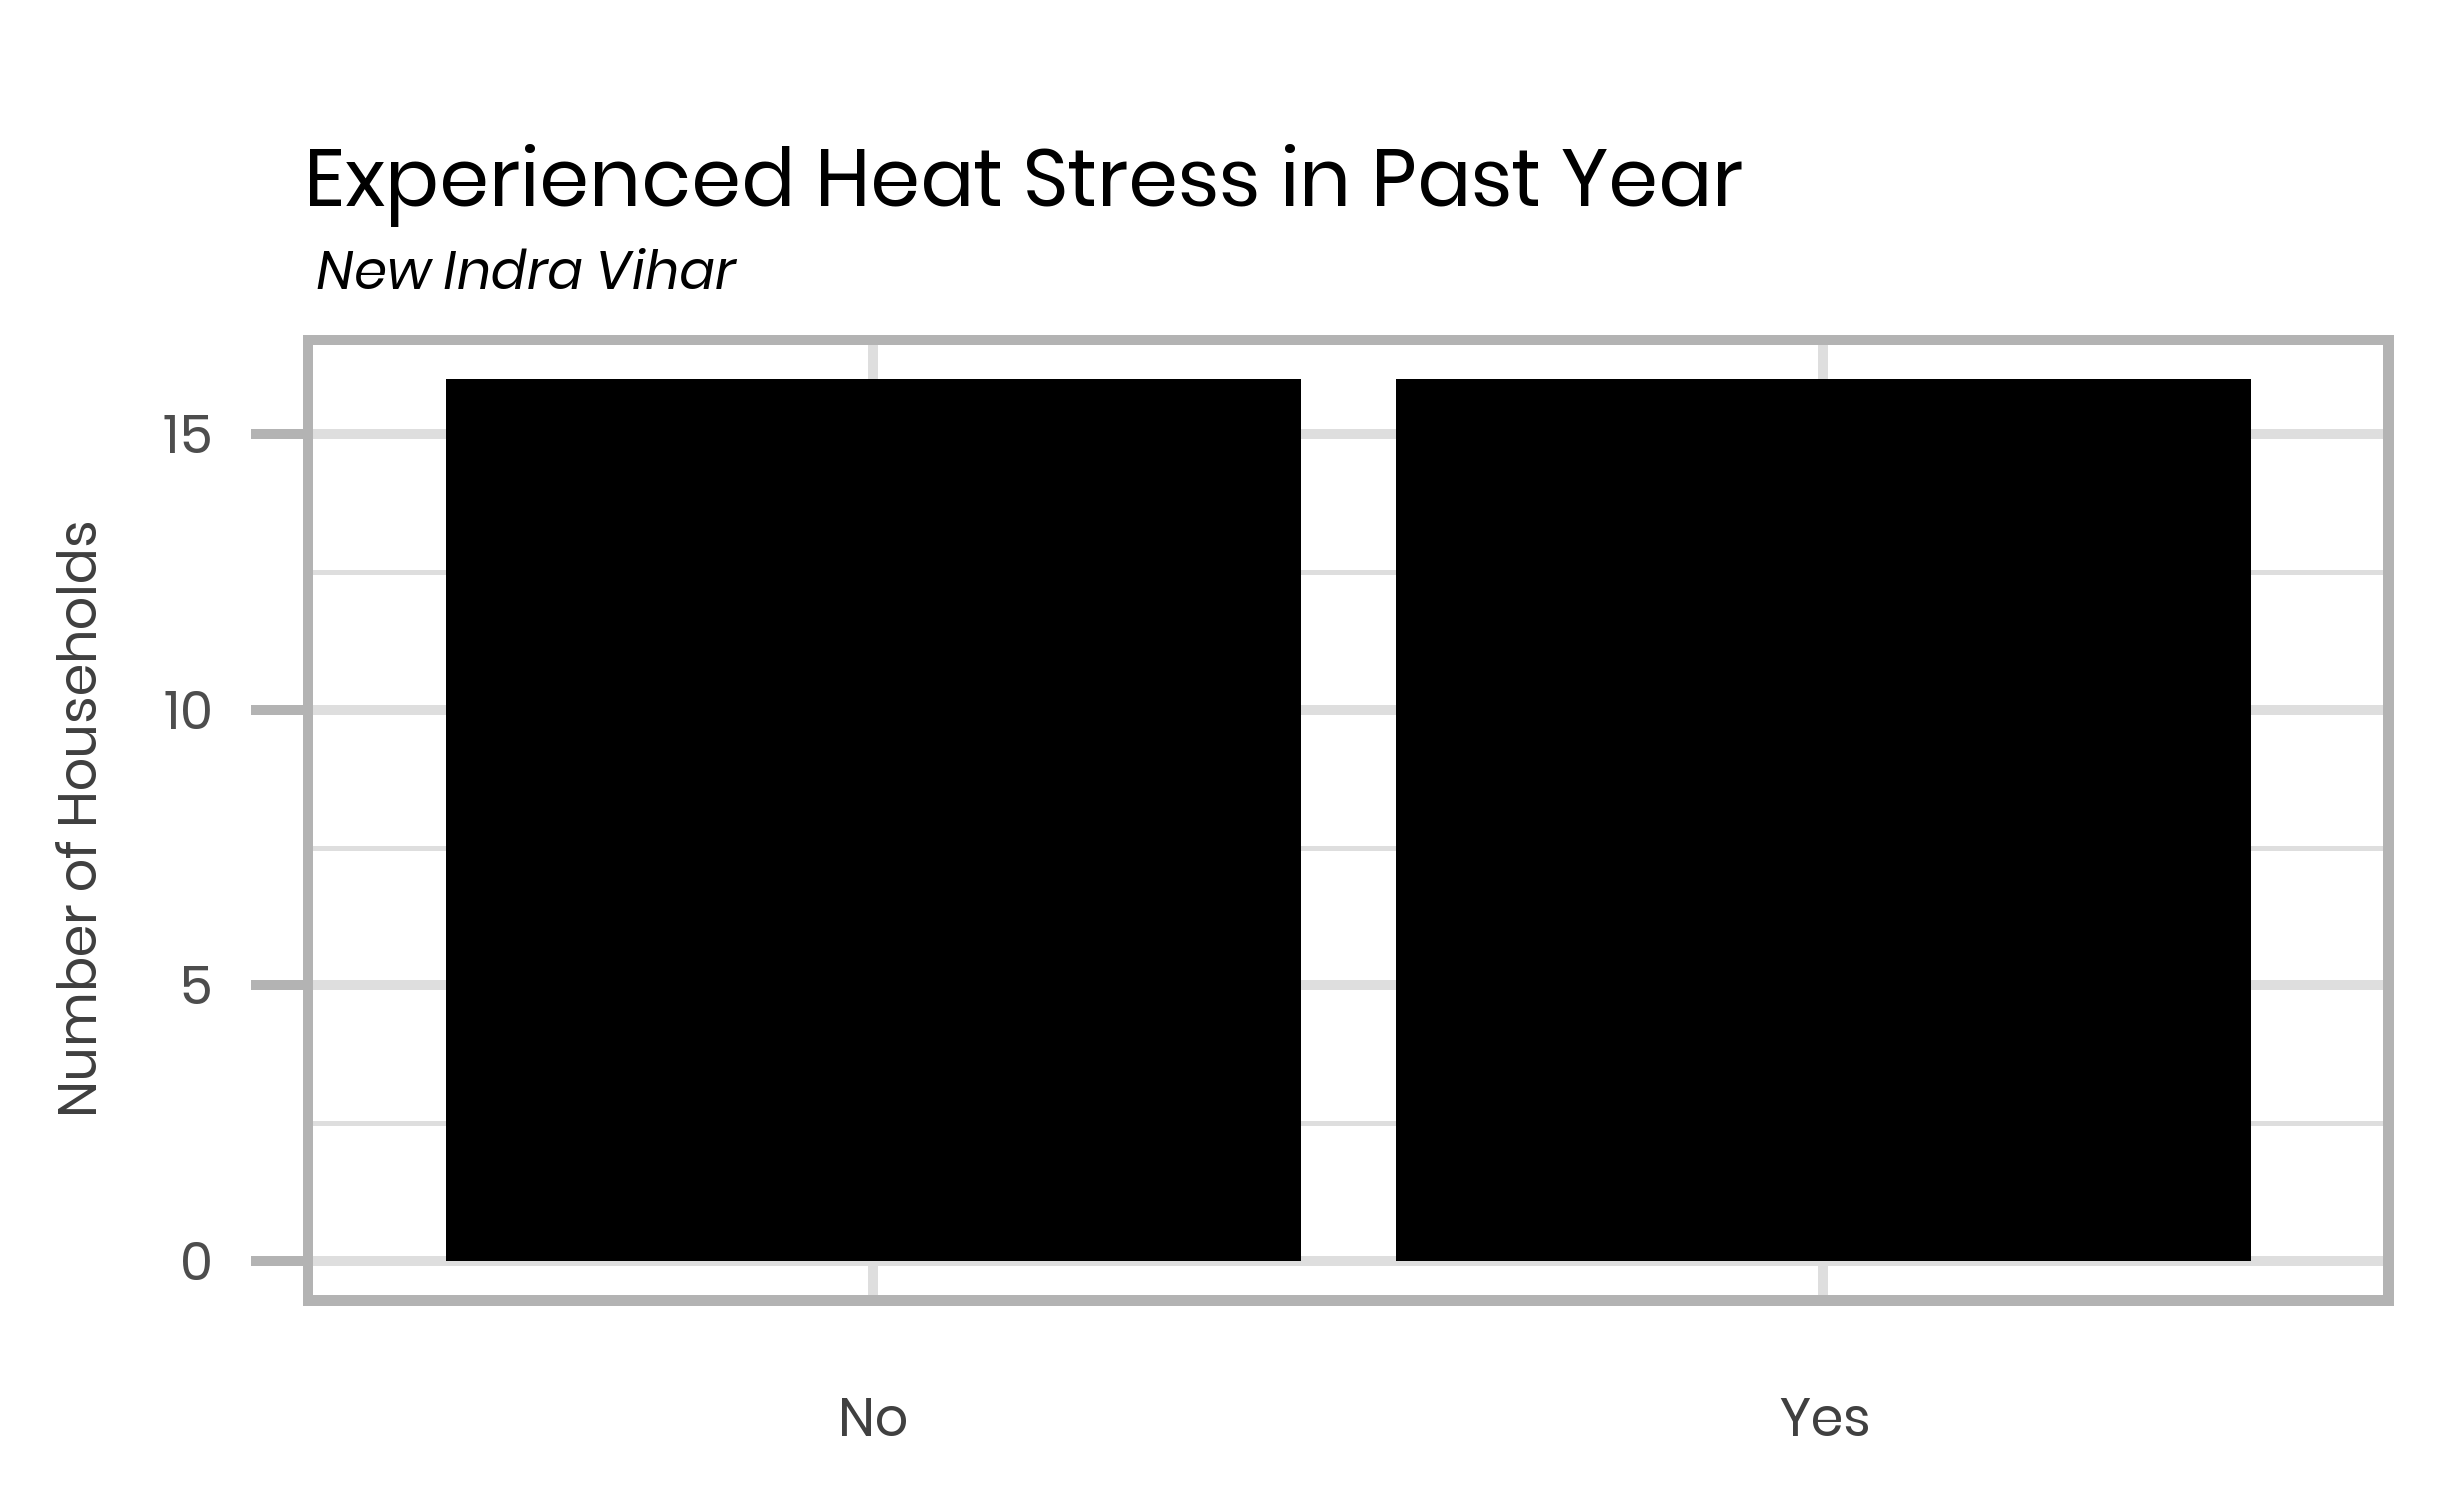 Experienced Heat Stress in Past Year
New Indra Vihar
Number of Households
15
10
5
0
No
Yes